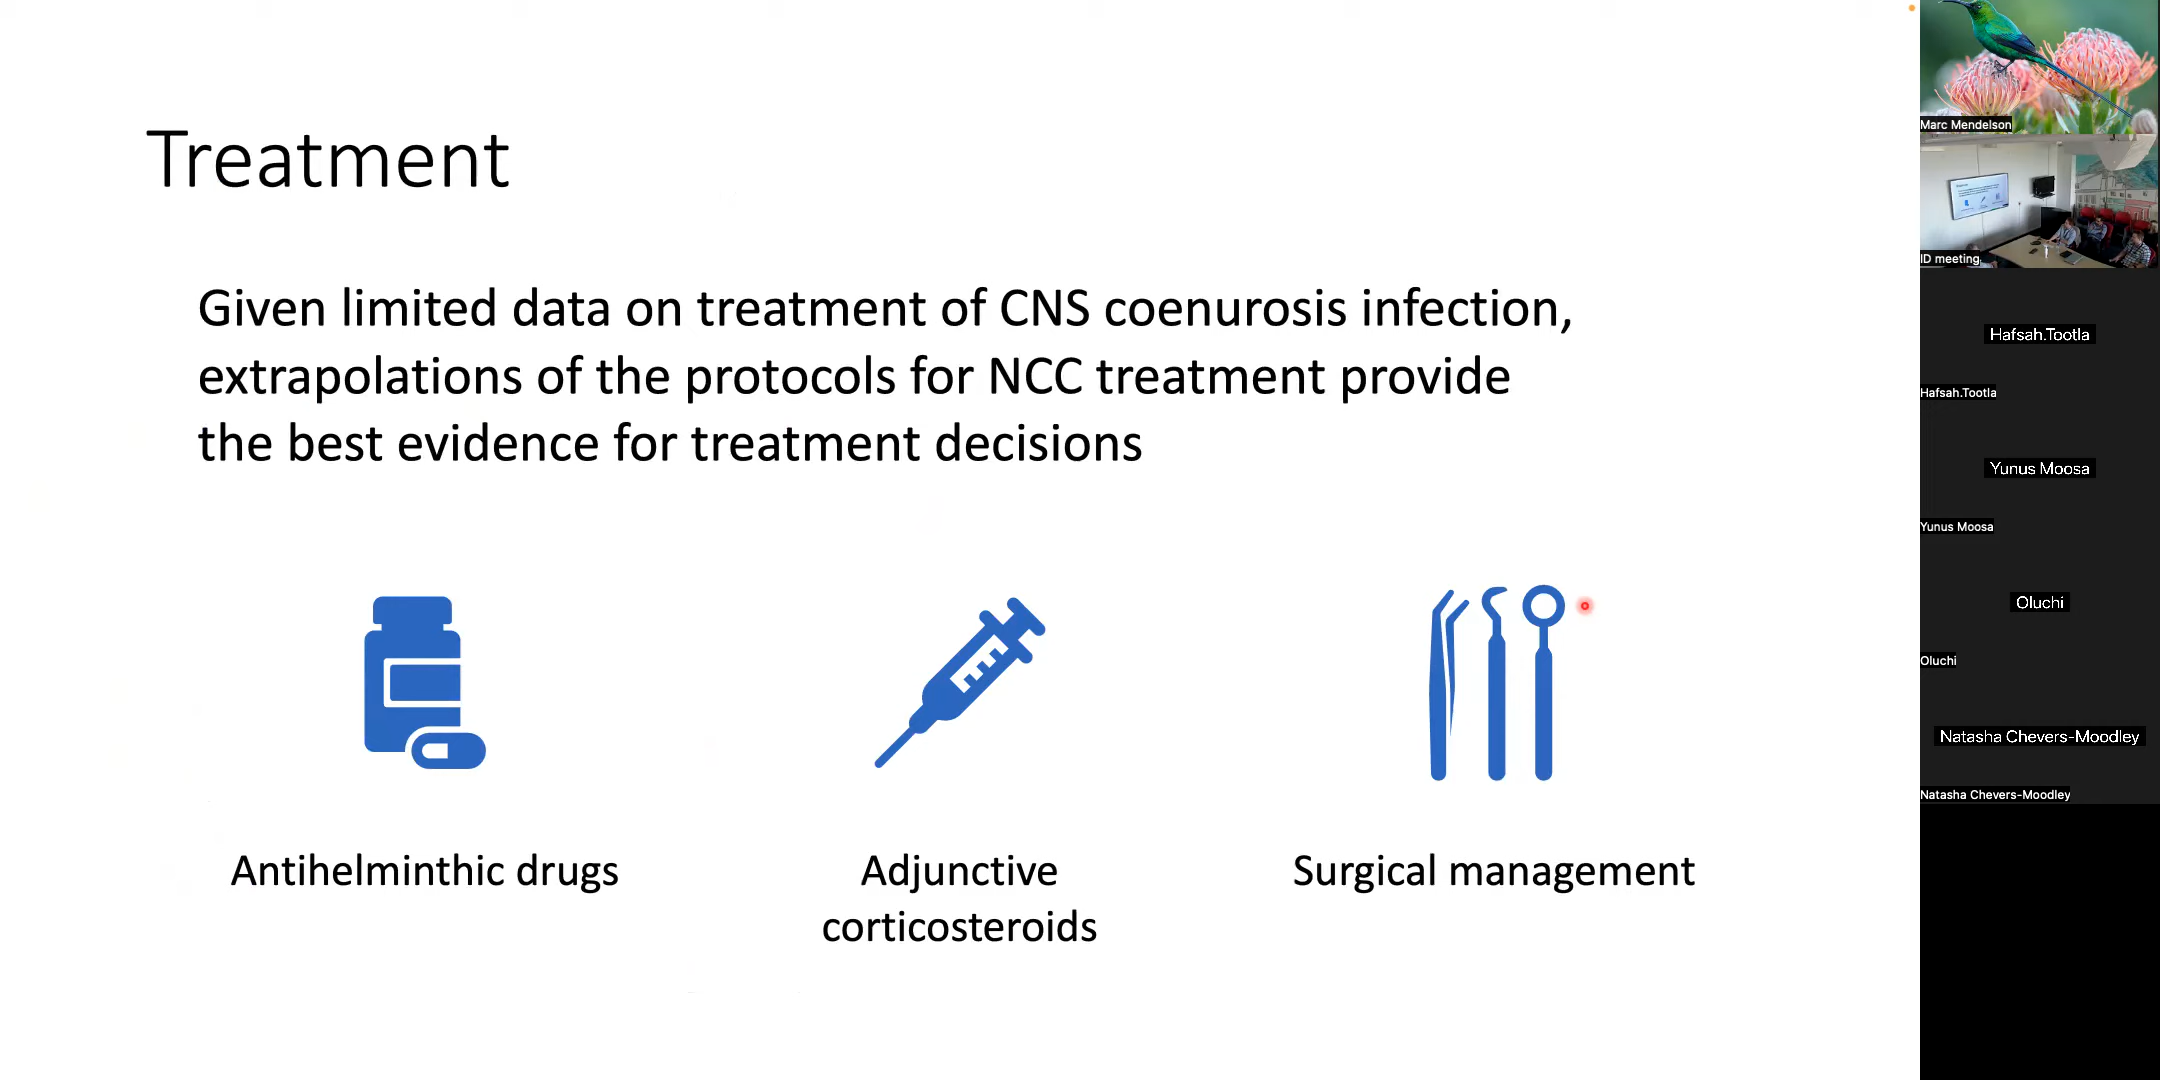 Treatment
Given limited data on treatment of CNS coenurosis infection,
extrapolations of the protocols for NCC treatment provide
the best evidence for treatment decisions
Antihelminthic drugs
Adjunctive
corticosteroids
Surgical management
Marc Mendelson
ID meeting
Hafsah.Tootla
Hafsah.Tootla
Yunus Moosa
Yunus Moosa
Oluchi
Oluchi
Natasha Chevers-Moodley
Natasha Chevers-Moodley